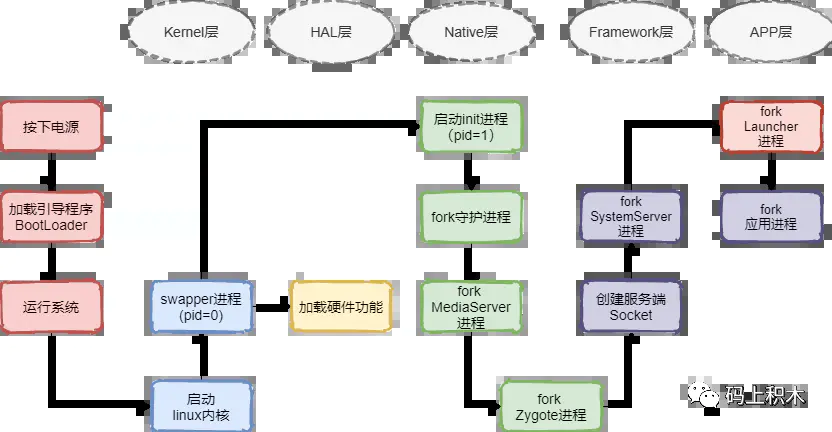 Kernel层
HAL层
Native层
Framework层
APP层
按下电源
加载引导程序
BootLoader
运行系统
启动
linux内核
swapper进程
(pid=0)
加载硬件功能
启动init进程
(pid=1)
fork守护进程
fork
MediaServer
进程
fork
Zygote进程
创建服务端
Socket
fork
SystemServer
进程
fork
Launcher
进程
fork
应用进程
码上积木